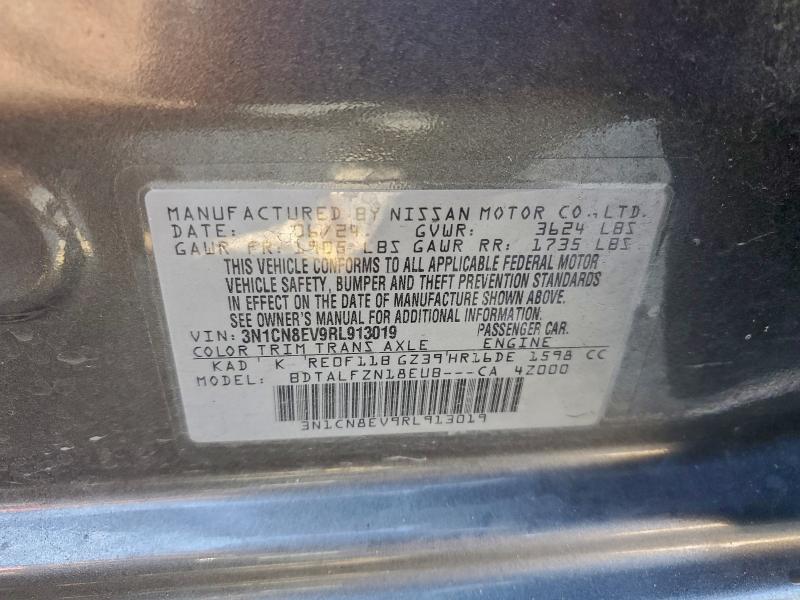 MANUFACTURED BY NISSAN MOTOR CO., LTD.
DATE: 06/24 GVWR: 3624 LBS
GAWR FR: 1905 LBS GAWR RR: 1735 LBS
THIS VEHICLE CONFORMS TO ALL APPLICABLE FEDERAL MOTOR
VEHICLE SAFETY, BUMPER AND THEFT PREVENTION STANDARDS
IN EFFECT ON THE DATE OF MANUFACTURE SHOWN ABOVE.
SEE OWNER'S MANUAL FOR ADDITIONAL INFORMATION
VIN: 3N1CN8EV9RL913019 PASSENGER CAR.
COLOR TRIM TRANS AXLE ENGINE
KAD K RE0F11B GZ39 HR16DE 1598 CC
MODEL: BDTALFZN18EUB---CA 4Z000
3N1CN8EV9RL913019